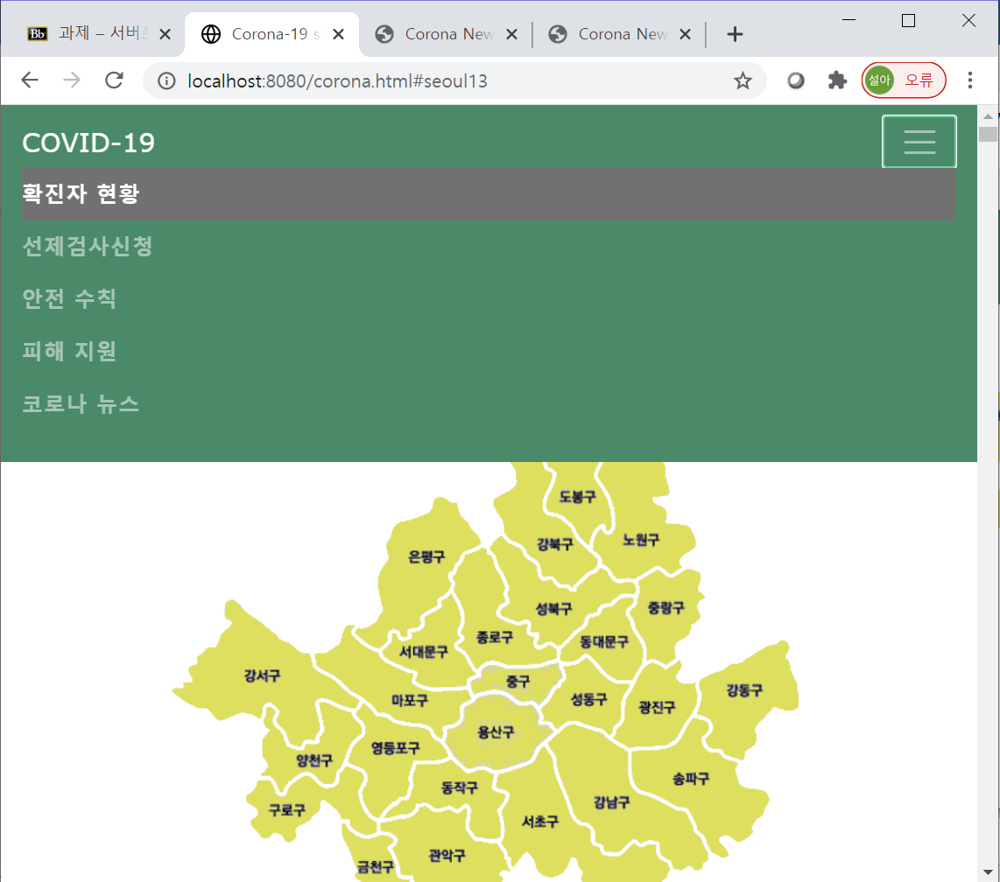 Bb 과제 – 서버프
Corona-19 s
Corona New
Corona New
localhost:8080/corona.html#seoul13
설아 오류
COVID-19
확진자 현황
선제검사신청
안전 수칙
피해 지원
코로나 뉴스
도봉구
노원구
강북구
은평구
성북구
중랑구
종로구
동대문구
서대문구
강서구
중구
강동구
마포구
성동구
광진구
용산구
영등포구
양천구
송파구
동작구
강남구
구로구
서초구
관악구
금천구